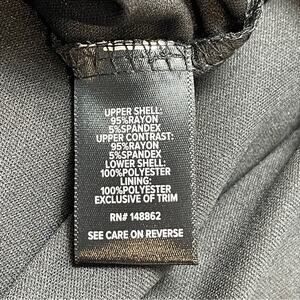 UPPER SHELL:
95%RAYON
5%SPANDEX
UPPER CONTRAST:
95%RAYON
5%SPANDEX
LOWER SHELL:
100%POLYESTER
LINING:
100%POLYESTER
EXCLUSIVE OF TRIM
RN# 148862
SEE CARE ON REVERSE